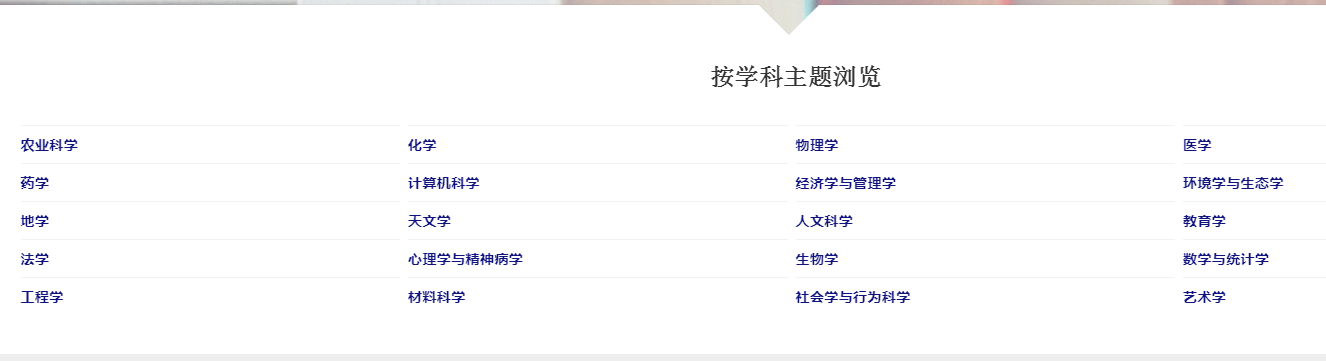 按学科主题浏览
农业科学 化学 物理学 医学
药学 计算机科学 经济学与管理学 环境学与生态学
地学 天文学 人文科学 教育学
法学 心理学与精神病学 生物学 数学与统计学
工程学 材料科学 社会学与行为科学 艺术学